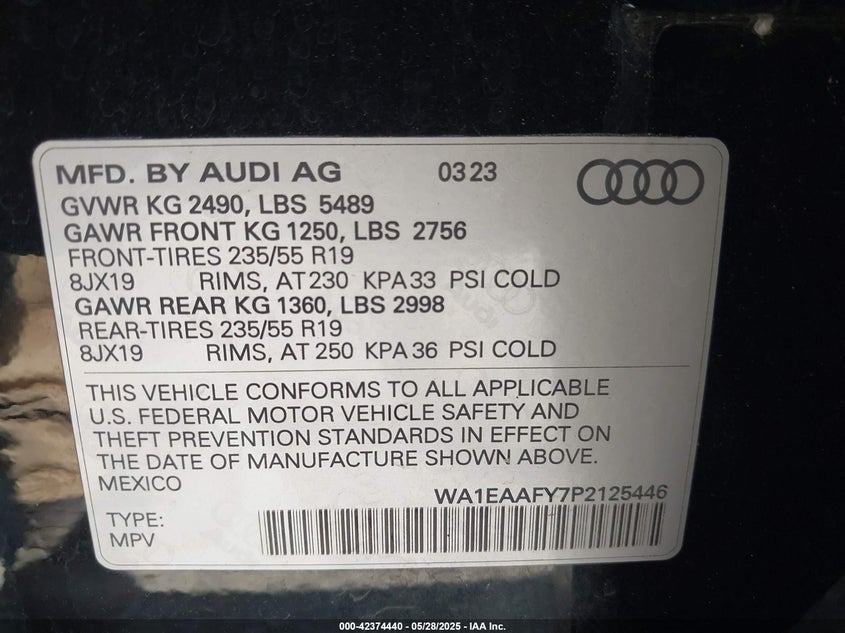 MFD. BY AUDI AG 0323
GVWR KG 2490, LBS 5489
GAWR FRONT KG 1250, LBS 2756
FRONT-TIRES 235/55 R19
8JX19 RIMS, AT 230 KPA 33 PSI COLD
GAWR REAR KG 1360, LBS 2998
REAR-TIRES 235/55 R19
8JX19 RIMS, AT 250 KPA 36 PSI COLD
THIS VEHICLE CONFORMS TO ALL APPLICABLE
U.S. FEDERAL MOTOR VEHICLE SAFETY AND
THEFT PREVENTION STANDARDS IN EFFECT ON
THE DATE OF MANUFACTURE SHOWN ABOVE.
MEXICO
WA1EAAFY7P2125446
TYPE:
MPV
000-42374440 - 05/28/2025 - IAA Inc.